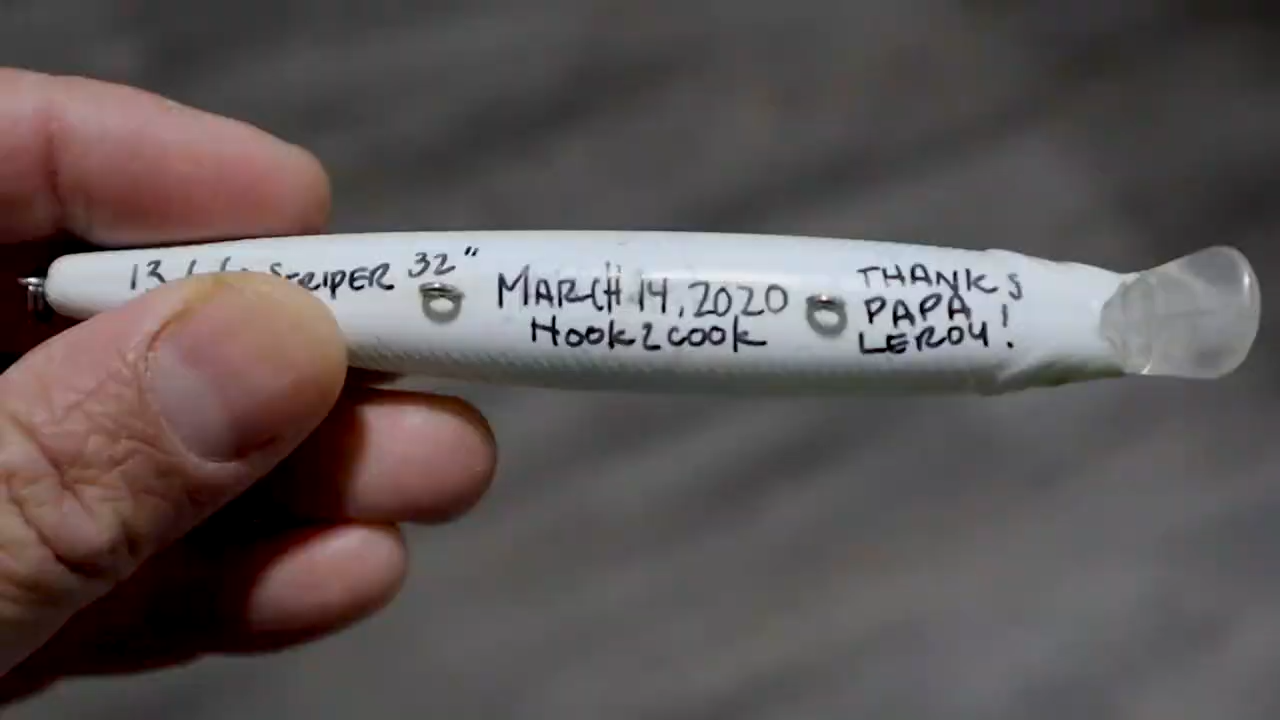 13 STRIPER 32"
MARCH 14, 2020
Hook2cook
THANKS
PAPA
LEROY!